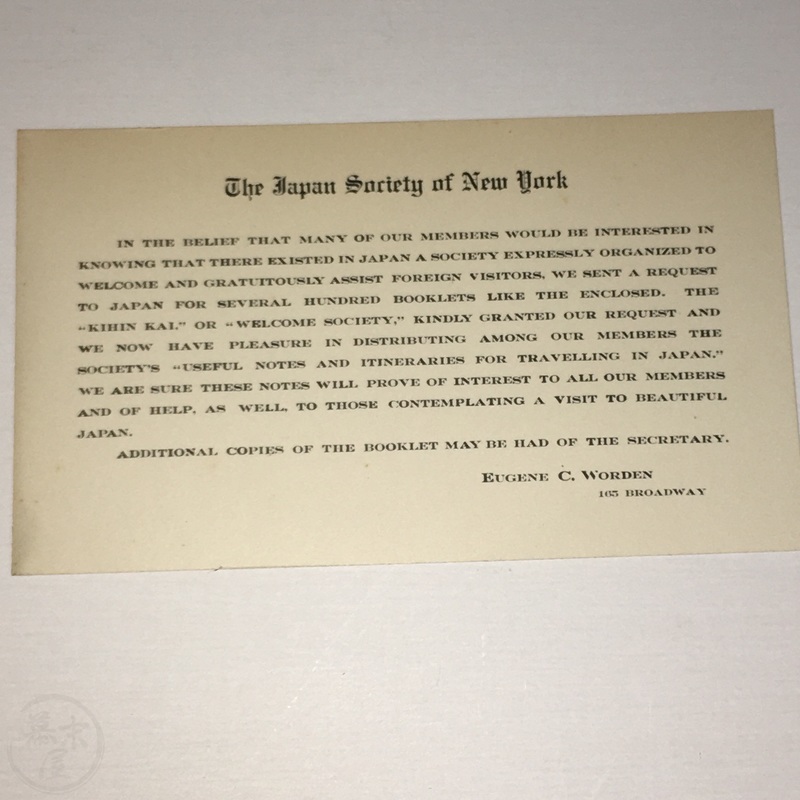 The Japan Society of New York
IN THE BELIEF THAT MANY OF OUR MEMBERS WOULD BE INTERESTED IN
KNOWING THAT THERE EXISTED IN JAPAN A SOCIETY EXPRESSLY ORGANIZED TO
WELCOME AND GRATUITOUSLY ASSIST FOREIGN VISITORS, WE SENT A REQUEST
TO JAPAN FOR SEVERAL HUNDRED BOOKLETS LIKE THE ENCLOSED. THE
"KIHIN KAI," OR "WELCOME SOCIETY," KINDLY GRANTED OUR REQUEST AND
WE NOW HAVE PLEASURE IN DISTRIBUTING AMONG OUR MEMBERS THE
SOCIETY'S "USEFUL NOTES AND ITINERARIES FOR TRAVELLING IN JAPAN."
WE ARE SURE THESE NOTES WILL PROVE OF INTEREST TO ALL OUR MEMBERS
AND OF HELP, AS WELL, TO THOSE CONTEMPLATING A VISIT TO BEAUTIFUL
JAPAN.
ADDITIONAL COPIES OF THE BOOKLET MAY BE HAD OF THE SECRETARY.
EUGENE C. WORDEN
165 BROADWAY